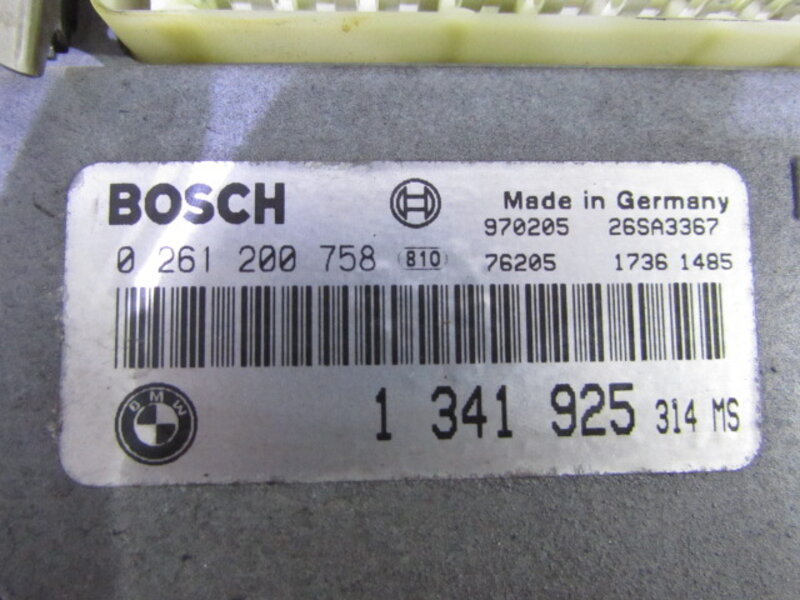 BOSCH
Made in Germany
970205 26SA3367
0 261 200 758 (810) 76205 1736 1485
BMW
1 341 925 314 MS